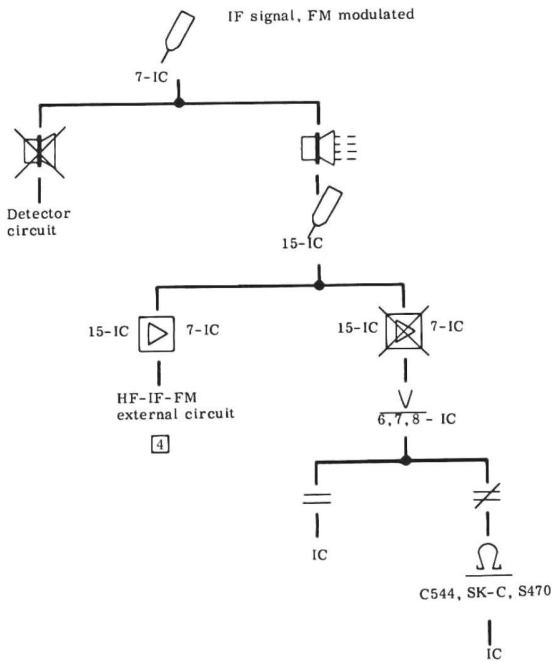 IF signal, FM modulated
7-IC
Detector
circuit
15-IC
15-IC
7-IC
15-IC
7-IC
HF-IF-FM
external circuit
4
V
6,7,8 - IC
IC
Ω
C544, SK-C, S470
IC